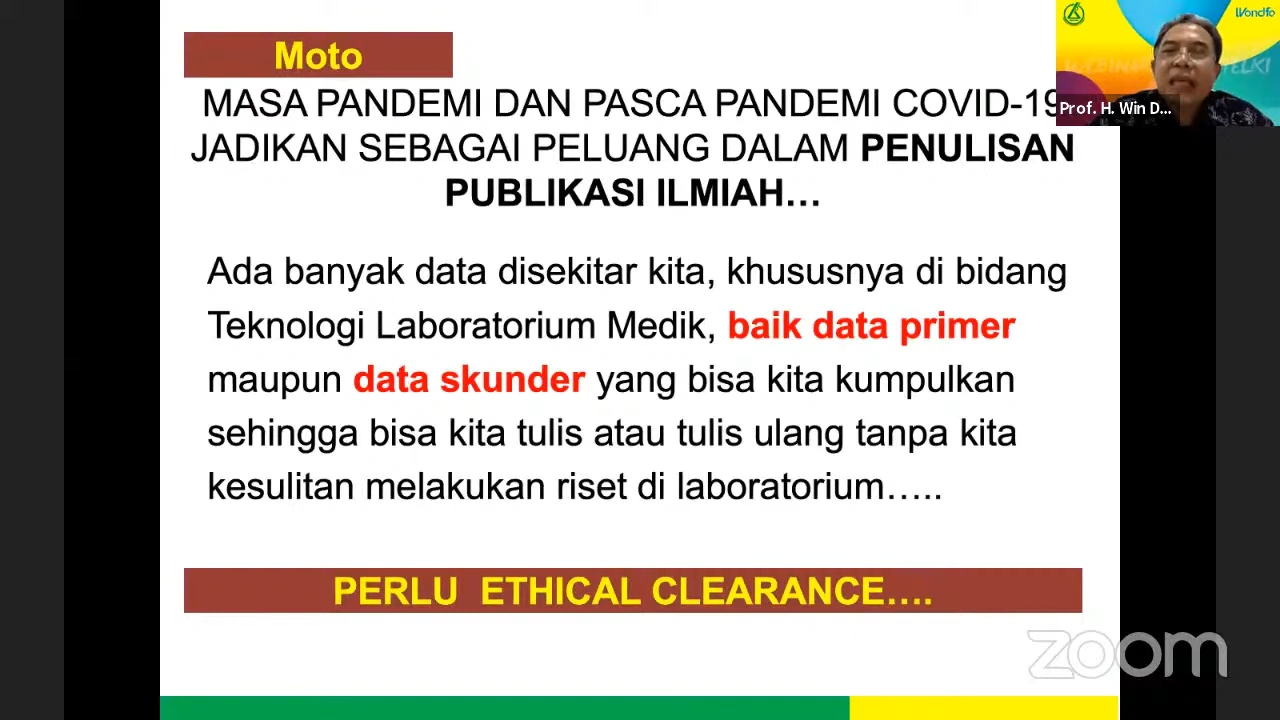 Moto
MASA PANDEMI DAN PASCA PANDEMI COVID-19
JADIKAN SEBAGAI PELUANG DALAM PENULISAN
PUBLIKASI ILMIAH…
Ada banyak data disekitar kita, khususnya di bidang
Teknologi Laboratorium Medik, baik data primer
maupun data skunder yang bisa kita kumpulkan
sehingga bisa kita tulis atau tulis ulang tanpa kita
kesulitan melakukan riset di laboratorium…..
PERLU ETHICAL CLEARANCE….
Wondfo
Prof. H. Win D...
zoom